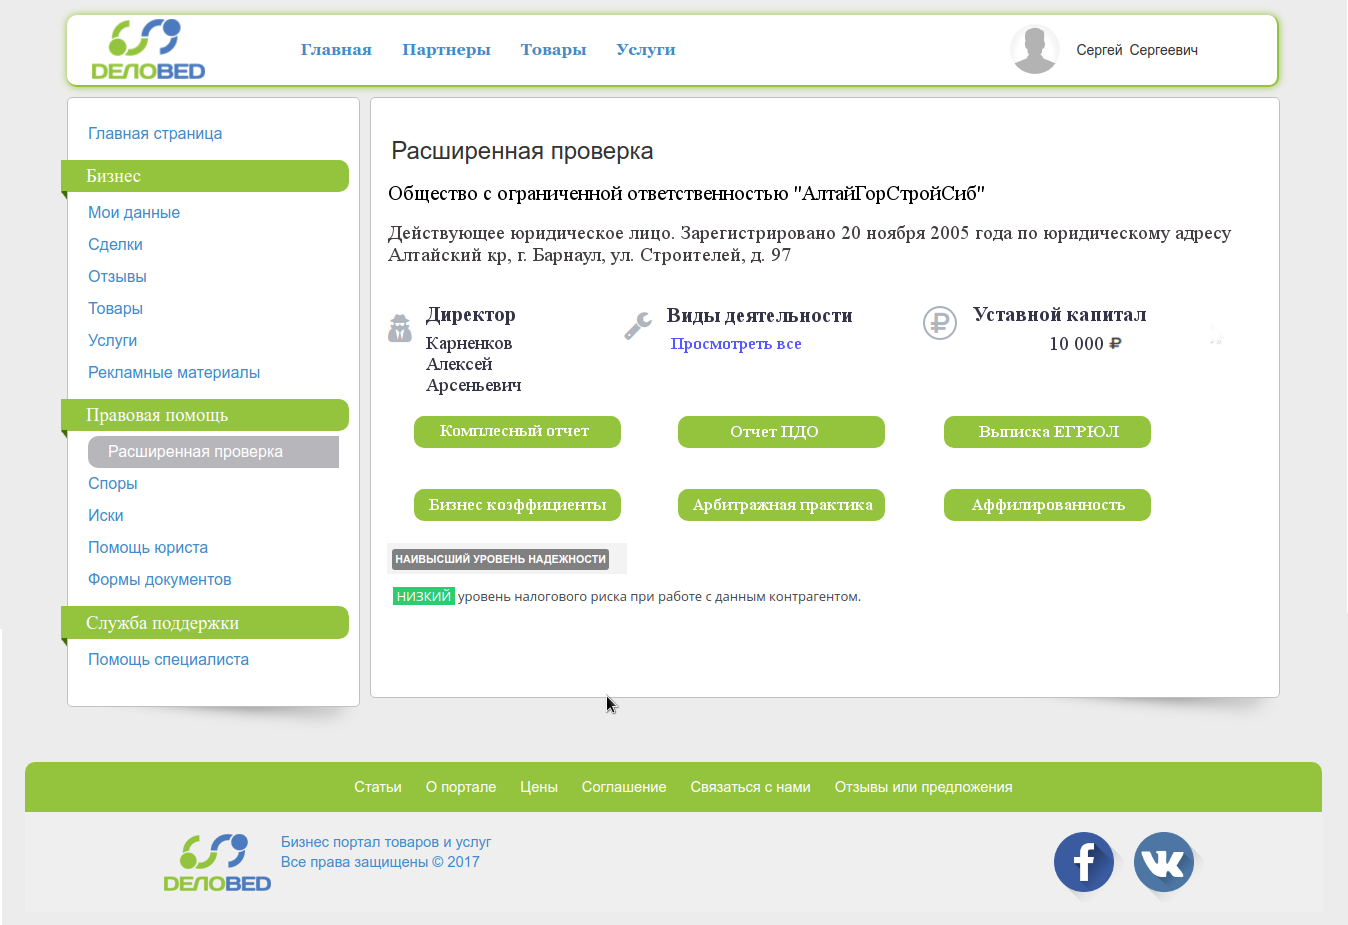 DЕЛОВЕD
Главная Партнеры Товары Услуги
Сергей Сергеевич
Главная страница
Бизнес
Мои данные
Сделки
Отзывы
Товары
Услуги
Рекламные материалы
Правовая помощь
Расширенная проверка
Споры
Иски
Помощь юриста
Формы документов
Служба поддержки
Помощь специалиста
Расширенная проверка
Общество с ограниченной ответственностью "АлтайГорСтройСиб"
Действующее юридическое лицо. Зарегистрировано 20 ноября 2005 года по юридическому адресу
Алтайский кр, г. Барнаул, ул. Строителей, д. 97
Директор
Карненков
Алексей
Арсеньевич
Виды деятельности
Просмотреть все
Уставной капитал
10 000 ₽
Комплесный отчет Отчет ПДО Выписка ЕГРЮЛ
Бизнес коэффициенты Арбитражная практика Аффилированность
НАИВЫСШИЙ УРОВЕНЬ НАДЕЖНОСТИ
НИЗКИЙ уровень налогового риска при работе с данным контрагентом.
Статьи О портале Цены Соглашение Связаться с нами Отзывы или предложения
DЕЛОВЕD
Бизнес портал товаров и услуг
Все права защищены © 2017